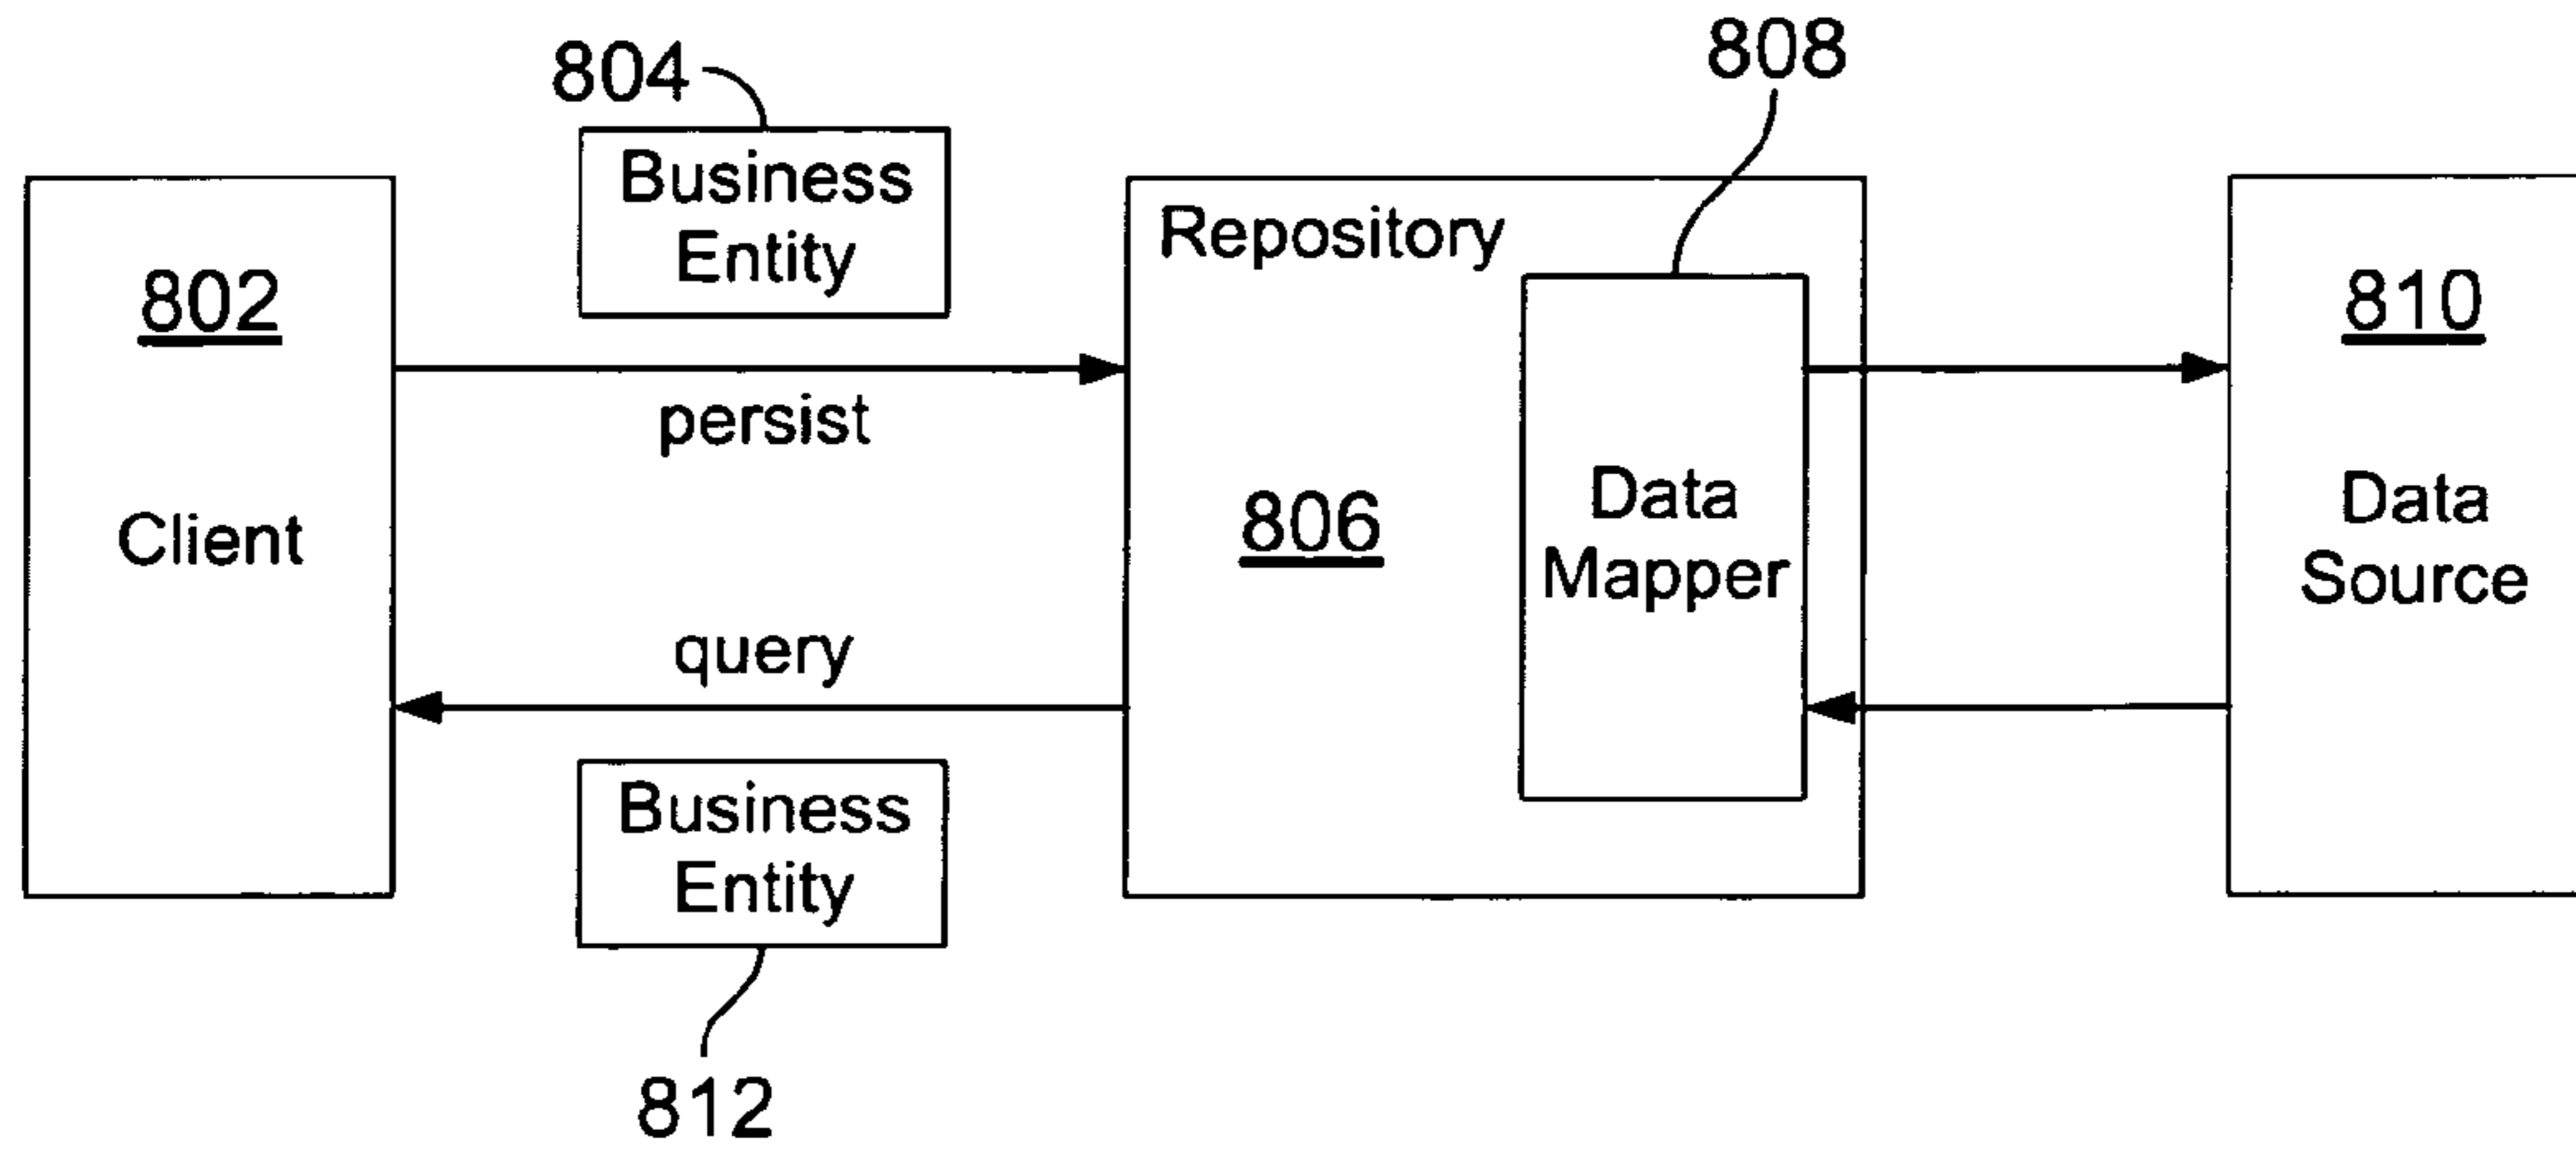 804
808
Business
Entity
802
Client
persist
query
Business
Entity
812
Repository
806
Data
Mapper
810
Data
Source